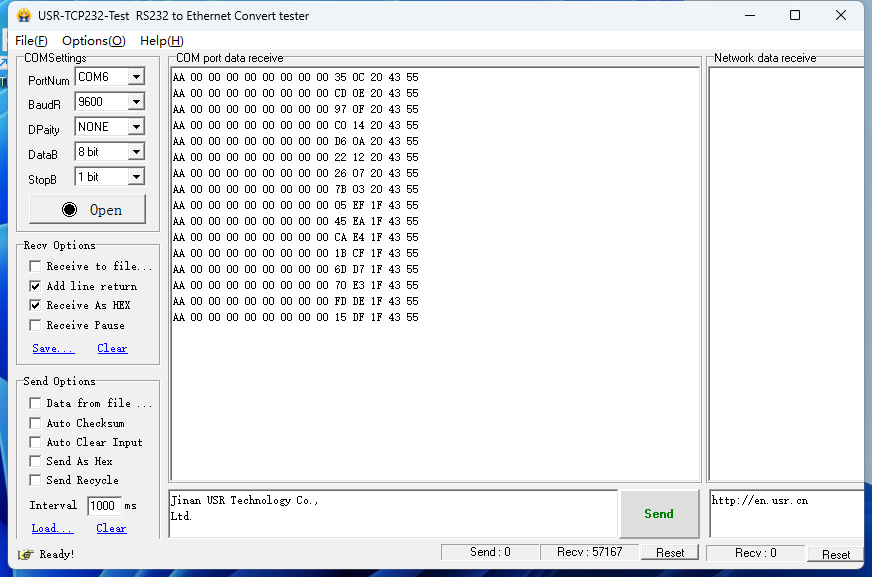 USR-TCP232-Test RS232 to Ethernet Convert tester
File(F) Options(O) Help(H)
COMSettings
PortNum COM6
BaudR 9600
DPaity NONE
DataB 8 bit
StopB 1 bit
Open
Recv Options
Receive to file...
Add line return
Receive As HEX
Receive Pause
Save... Clear
Send Options
Data from file ...
Auto Checksum
Auto Clear Input
Send As Hex
Send Recycle
Interval 1000 ms
Load... Clear
COM port data receive
AA 00 00 00 00 00 00 00 00 35 0C 20 43 55
AA 00 00 00 00 00 00 00 00 CD 0E 20 43 55
AA 00 00 00 00 00 00 00 00 97 0F 20 43 55
AA 00 00 00 00 00 00 00 00 C0 14 20 43 55
AA 00 00 00 00 00 00 00 00 D6 0A 20 43 55
AA 00 00 00 00 00 00 00 00 22 12 20 43 55
AA 00 00 00 00 00 00 00 00 26 07 20 43 55
AA 00 00 00 00 00 00 00 00 7B 03 20 43 55
AA 00 00 00 00 00 00 00 00 05 EF 1F 43 55
AA 00 00 00 00 00 00 00 00 45 EA 1F 43 55
AA 00 00 00 00 00 00 00 00 CA E4 1F 43 55
AA 00 00 00 00 00 00 00 00 1B CF 1F 43 55
AA 00 00 00 00 00 00 00 00 6D D7 1F 43 55
AA 00 00 00 00 00 00 00 00 70 E3 1F 43 55
AA 00 00 00 00 00 00 00 00 FD DE 1F 43 55
AA 00 00 00 00 00 00 00 00 15 DF 1F 43 55
Jinan USR Technology Co.,
Ltd.
Send
Network data receive
http://en.usr.cn
Ready!
Send : 0
Recv : 57167
Reset
Recv : 0
Reset